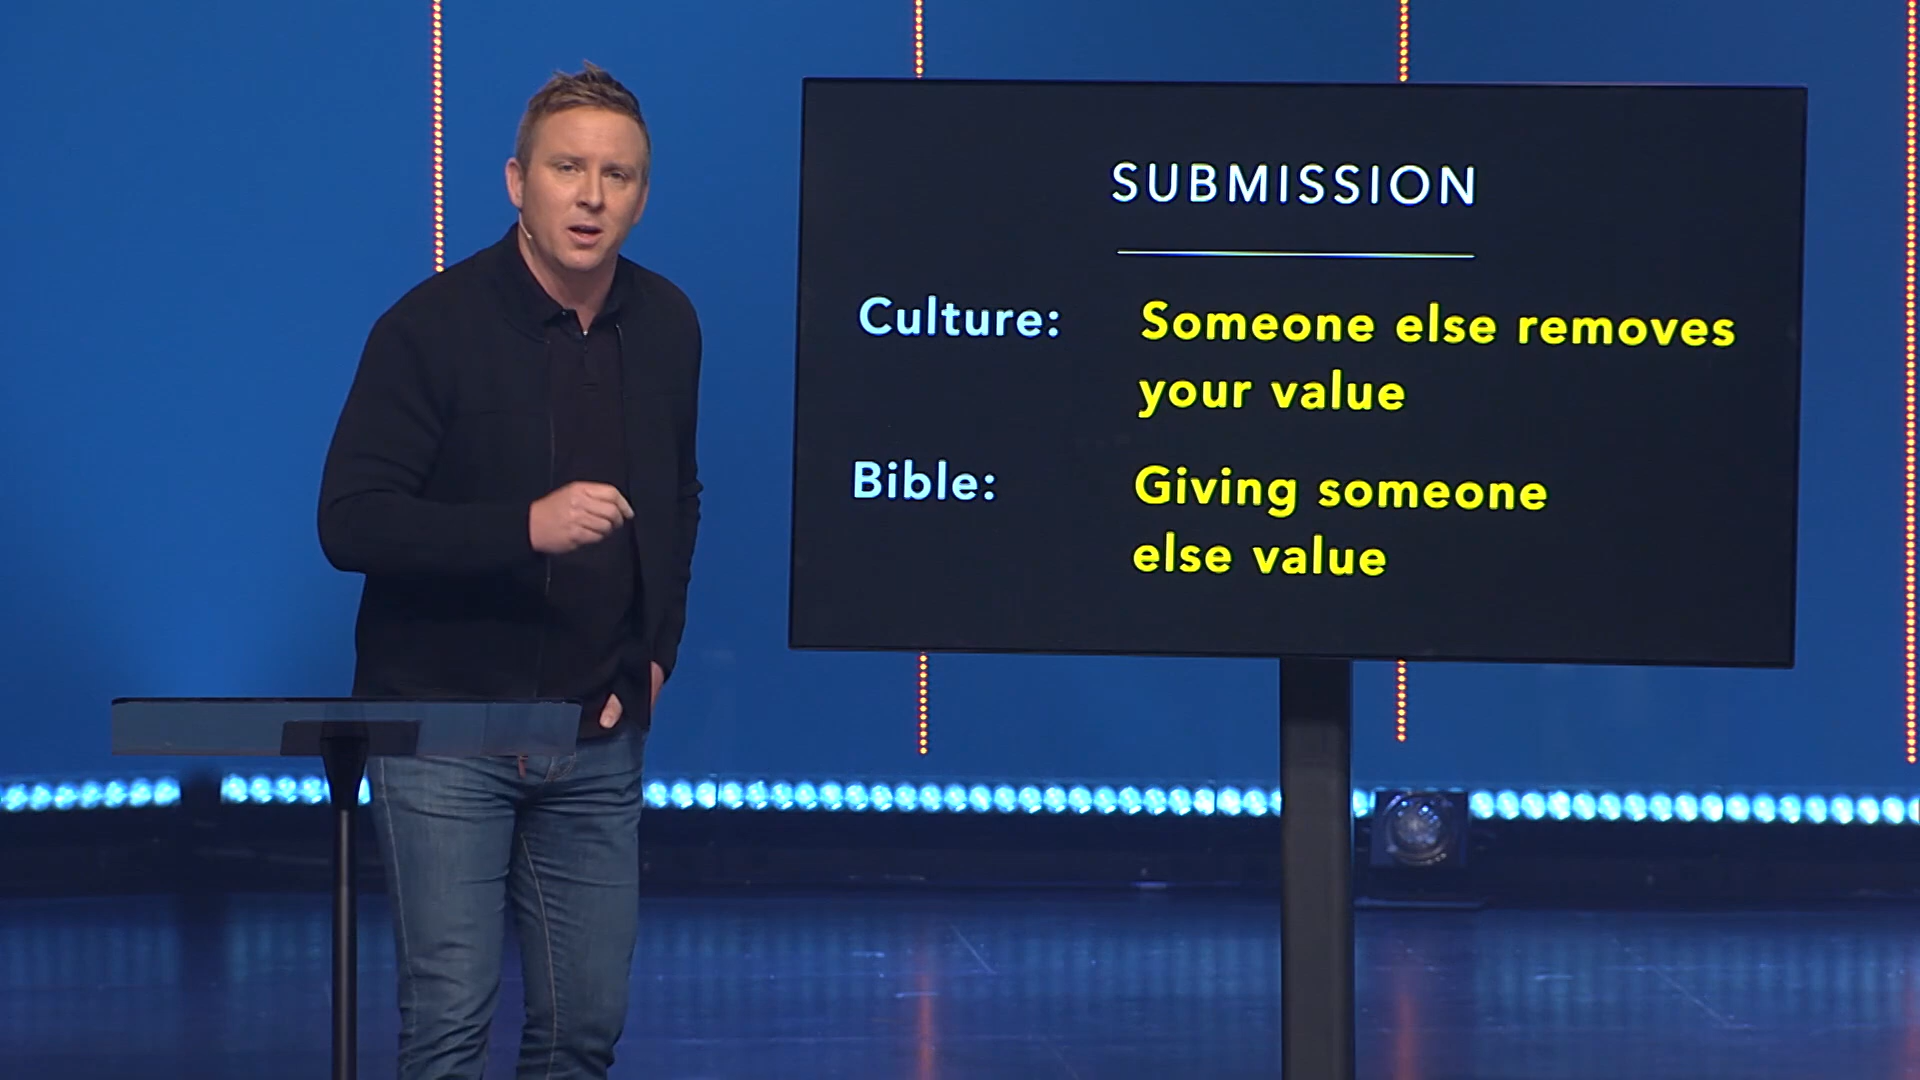 SUBMISSION
Culture: Someone else removes
your value
Bible: Giving someone
else value